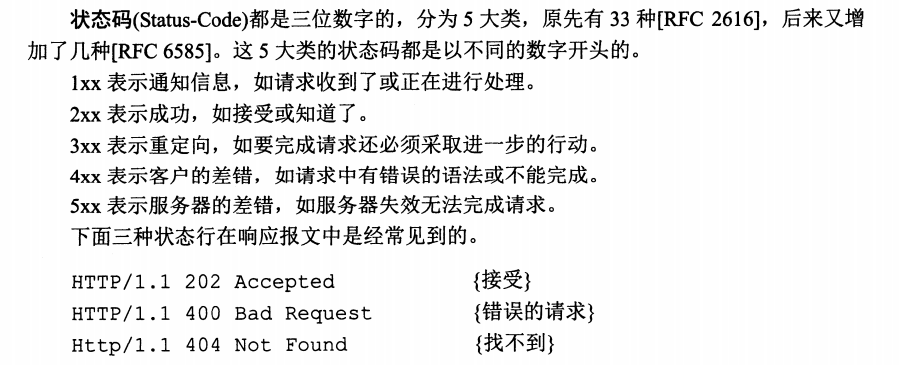 状态码(Status-Code)都是三位数字的，分为 5 大类，原先有 33 种[RFC 2616]，后来又增
加了几种[RFC 6585]。这 5 大类的状态码都是以不同的数字开头的。
1xx 表示通知信息，如请求收到了或正在进行处理。
2xx 表示成功，如接受或知道了。
3xx 表示重定向，如要完成请求还必须采取进一步的行动。
4xx 表示客户的差错，如请求中有错误的语法或不能完成。
5xx 表示服务器的差错，如服务器失效无法完成请求。
下面三种状态行在响应报文中是经常见到的。
HTTP/1.1 202 Accepted {接受}
HTTP/1.1 400 Bad Request {错误的请求}
Http/1.1 404 Not Found {找不到}